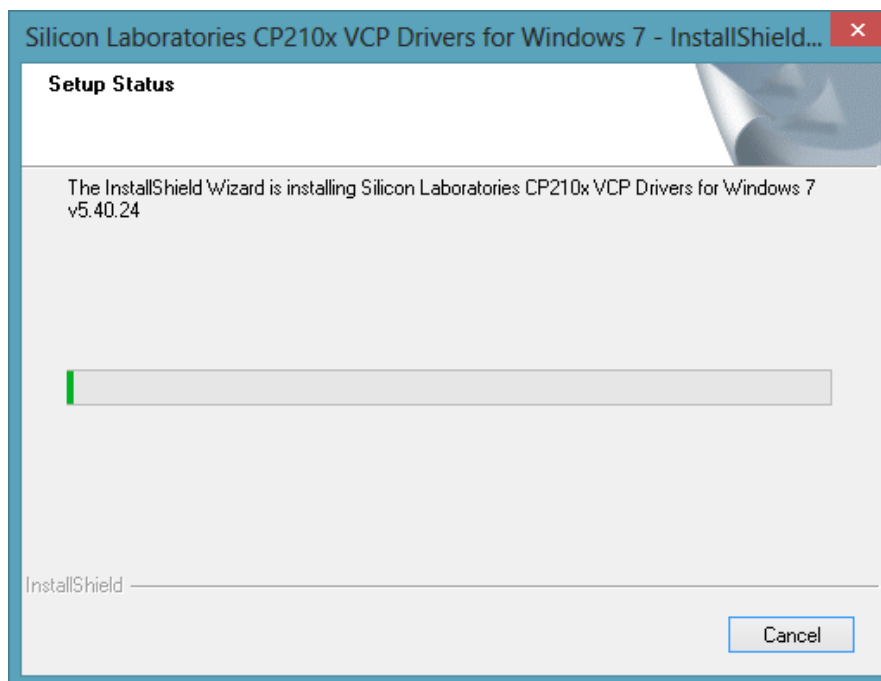 Silicon Laboratories CP210x VCP Drivers for Windows 7 - InstallShield...
Setup Status
The InstallShield Wizard is installing Silicon Laboratories CP210x VCP Drivers for Windows 7
v5.40.24
InstallShield
Cancel